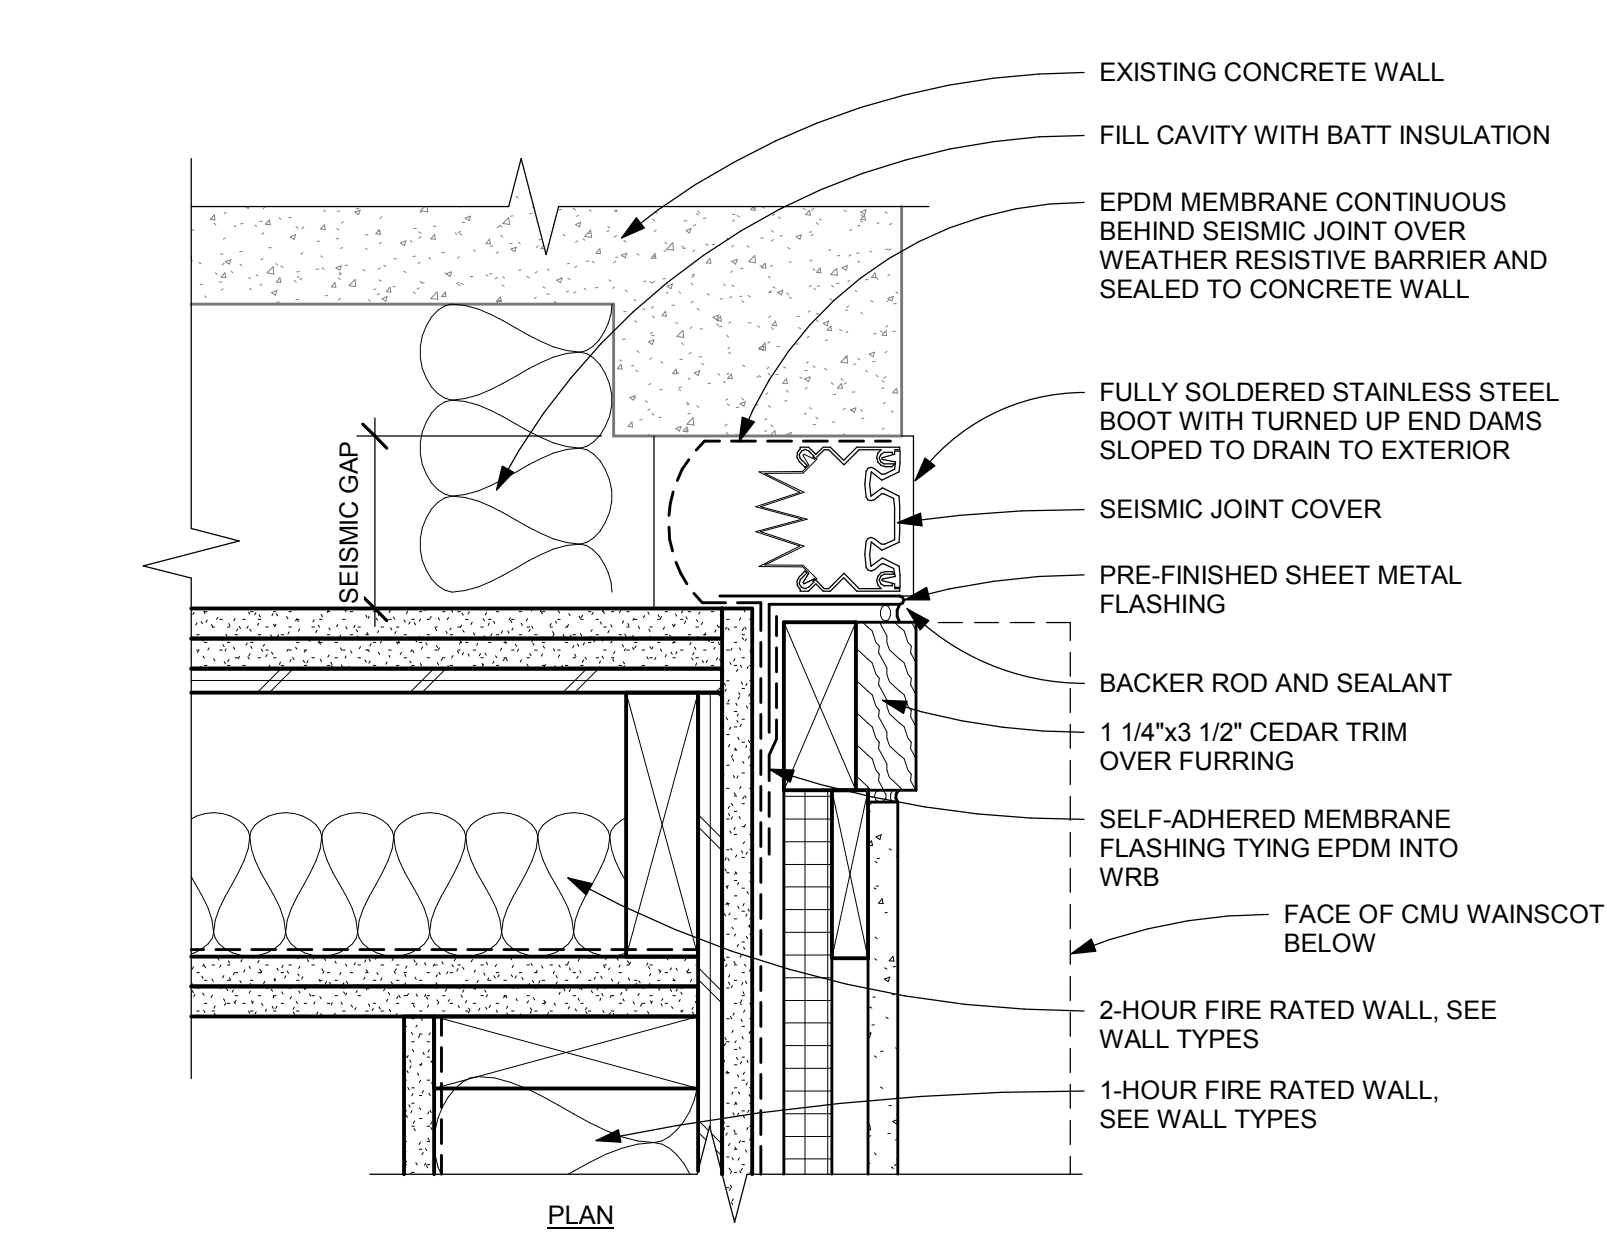 EXISTING CONCRETE WALL
FILL CAVITY WITH BATT INSULATION
EPDM MEMBRANE CONTINUOUS
BEHIND SEISMIC JOINT OVER
WEATHER RESISTIVE BARRIER AND
SEALED TO CONCRETE WALL
FULLY SOLDERED STAINLESS STEEL
BOOT WITH TURNED UP END DAMS
SLOPED TO DRAIN TO EXTERIOR
SEISMIC GAP
SEISMIC JOINT COVER
PRE-FINISHED SHEET METAL
FLASHING
BACKER ROD AND SEALANT
1 1/4"x3 1/2" CEDAR TRIM
OVER FURRING
SELF-ADHERED MEMBRANE
FLASHING TYING EPDM INTO
WRB
FACE OF CMU WAINSCOT
BELOW
2-HOUR FIRE RATED WALL, SEE
WALL TYPES
1-HOUR FIRE RATED WALL,
SEE WALL TYPES
PLAN